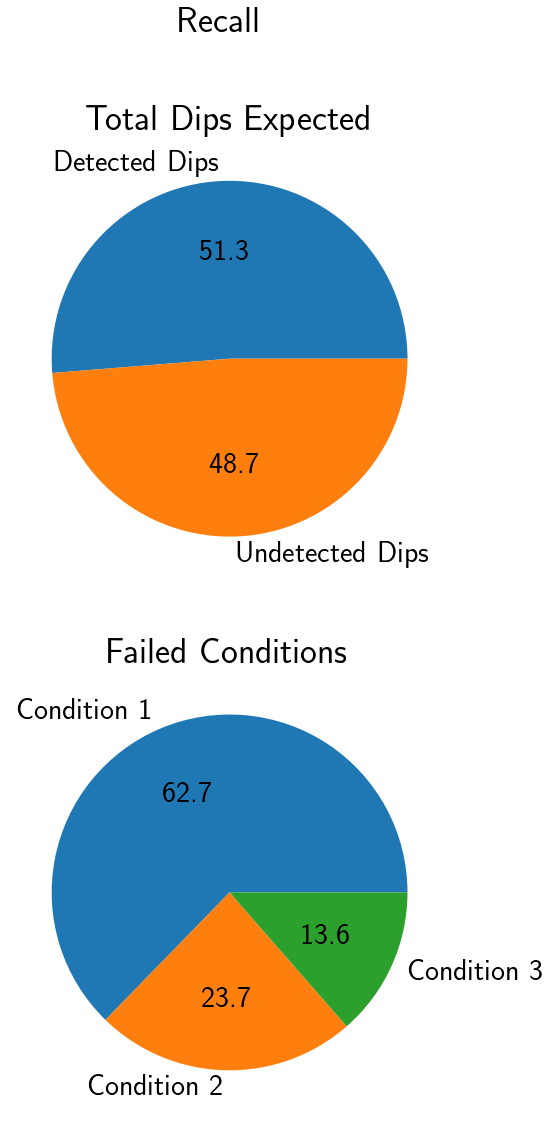 Recall
Total Dips Expected
Detected Dips
51.3
48.7
Undetected Dips
Failed Conditions
Condition 1
62.7
13.6
Condition 3
23.7
Condition 2